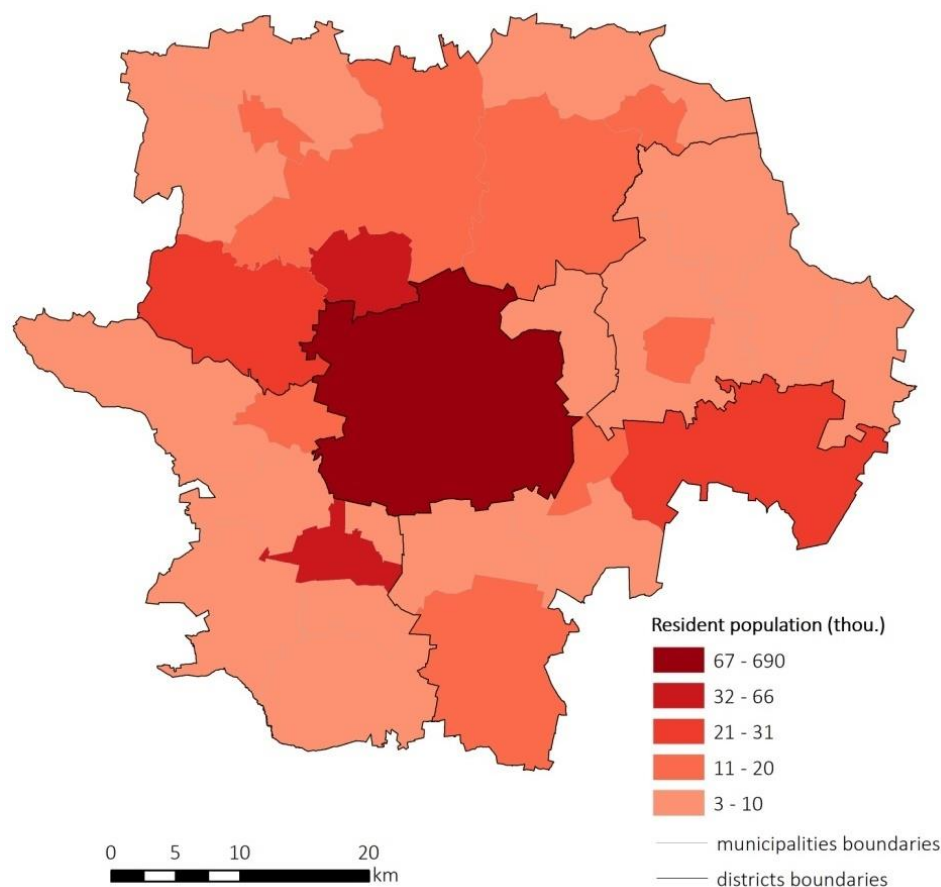 Resident population (thou.)
67 - 690
32 - 66
21 - 31
11 - 20
3 - 10
municipalities boundaries
districts boundaries
0 5 10 20
km